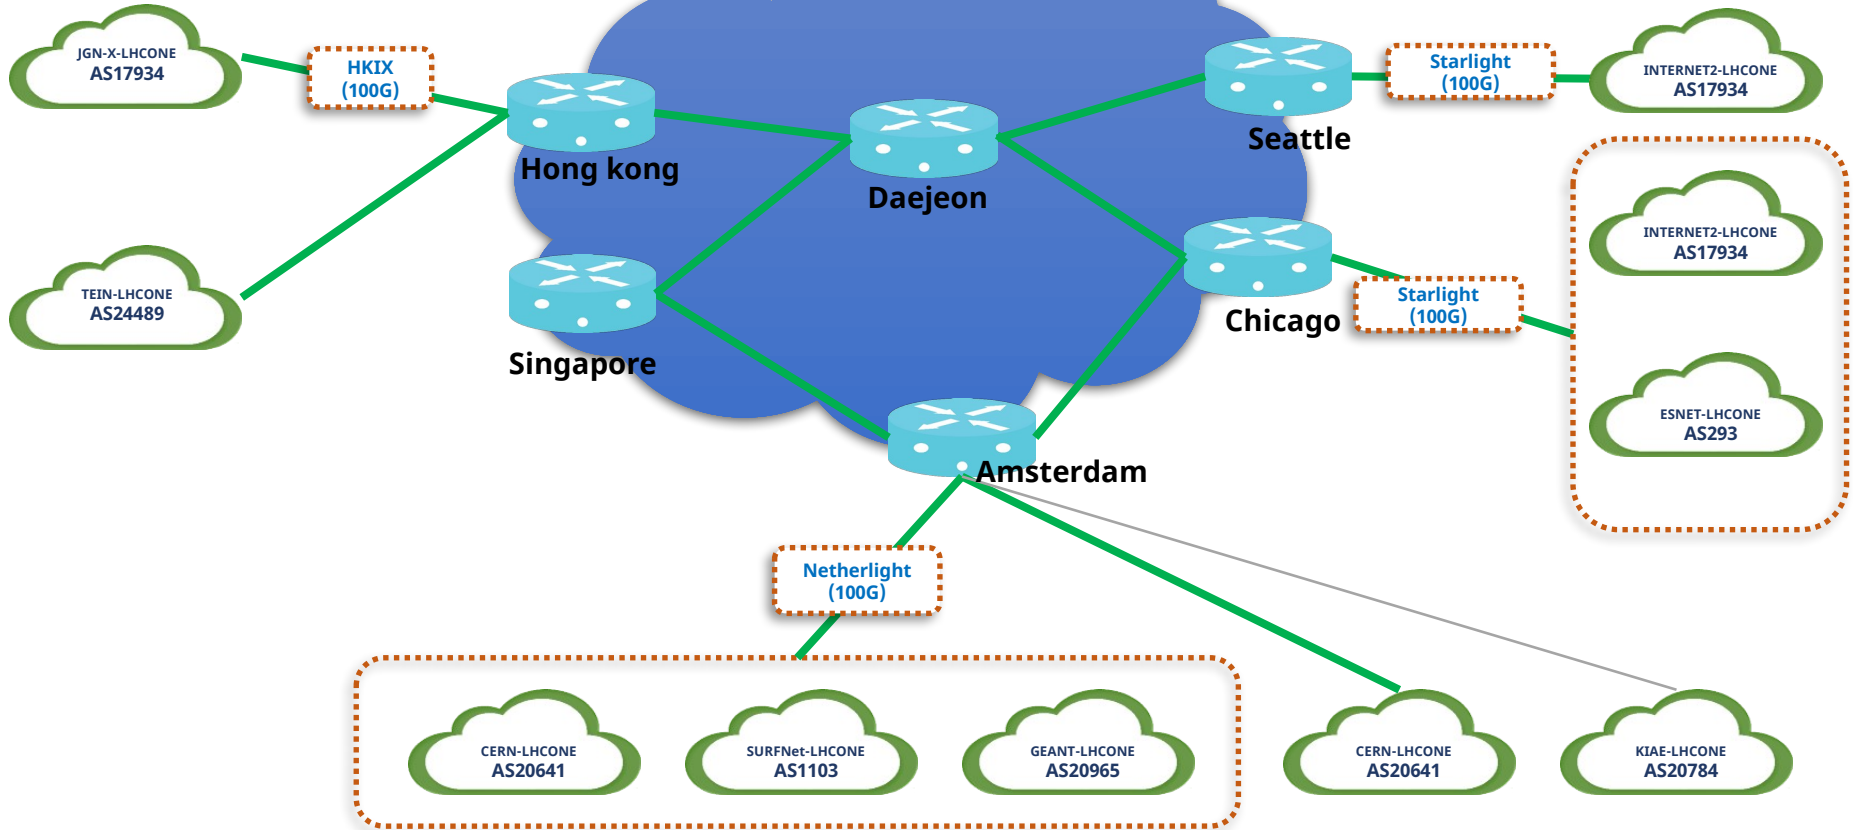 JGN-X-LHCONE
AS17934
HKIX
(100G)
Hong kong
Daejeon
Seattle
Starlight
(100G)
INTERNET2-LHCONE
AS17934
INTERNET2-LHCONE
AS17934
TEIN-LHCONE
AS24489
Singapore
Chicago
Starlight
(100G)
ESNET-LHCONE
AS293
Amsterdam
Netherlight
(100G)
CERN-LHCONE
AS20641
SURFNet-LHCONE
AS1103
GEANT-LHCONE
AS20965
CERN-LHCONE
AS20641
KIAE-LHCONE
AS20784